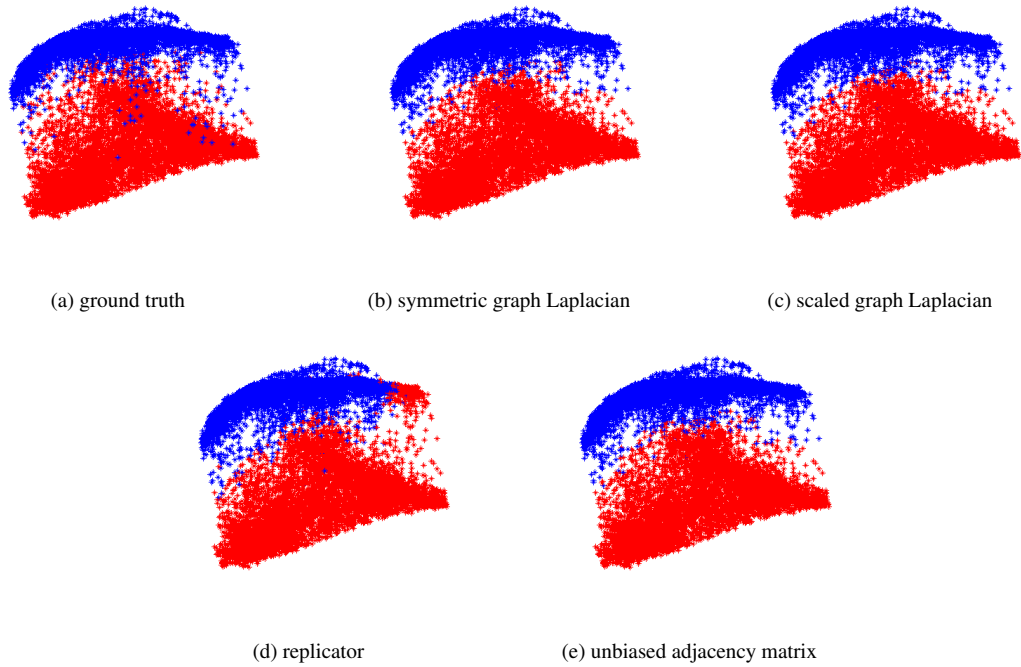 (a) ground truth
(b) symmetric graph Laplacian
(c) scaled graph Laplacian
(d) replicator
(e) unbiased adjacency matrix